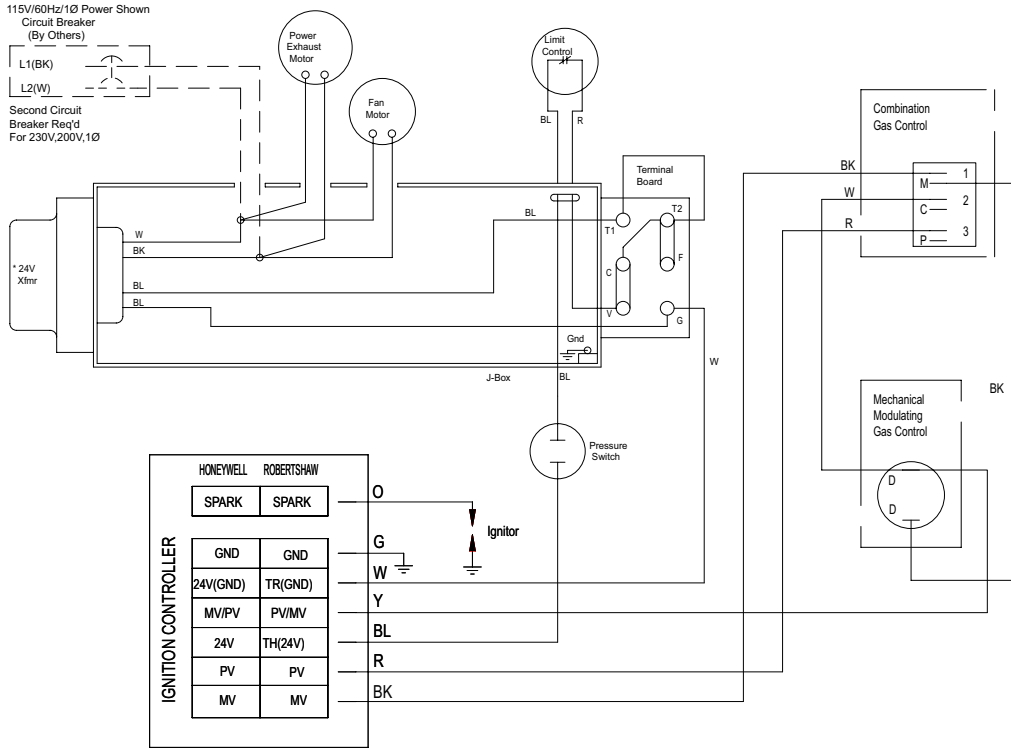 115V/60Hz/1Ø Power Shown
Circuit Breaker
(By Others)
L1(BK)
L2(W)
Second Circuit
Breaker Req'd
For 230V,200V,1Ø
Power
Exhaust
Motor
Fan
Motor
Limit
Control
BL
R
Terminal
Board
T1
T2
C
F
V
G
* 24V
Xfmr
W
BK
BL
BL
BL
Gnd
J-Box
BL
W
Pressure
Switch
Combination
Gas Control
BK
W
R
M
C
P
1
2
3
Mechanical
Modulating
Gas Control
D
D
BK
IGNITION CONTROLLER
HONEYWELL ROBERTSHAW
SPARK SPARK O
Ignitor
GND GND G
24V(GND) TR(GND) W
MV/PV PV/MV Y
24V TH(24V) BL
PV PV R
MV MV BK